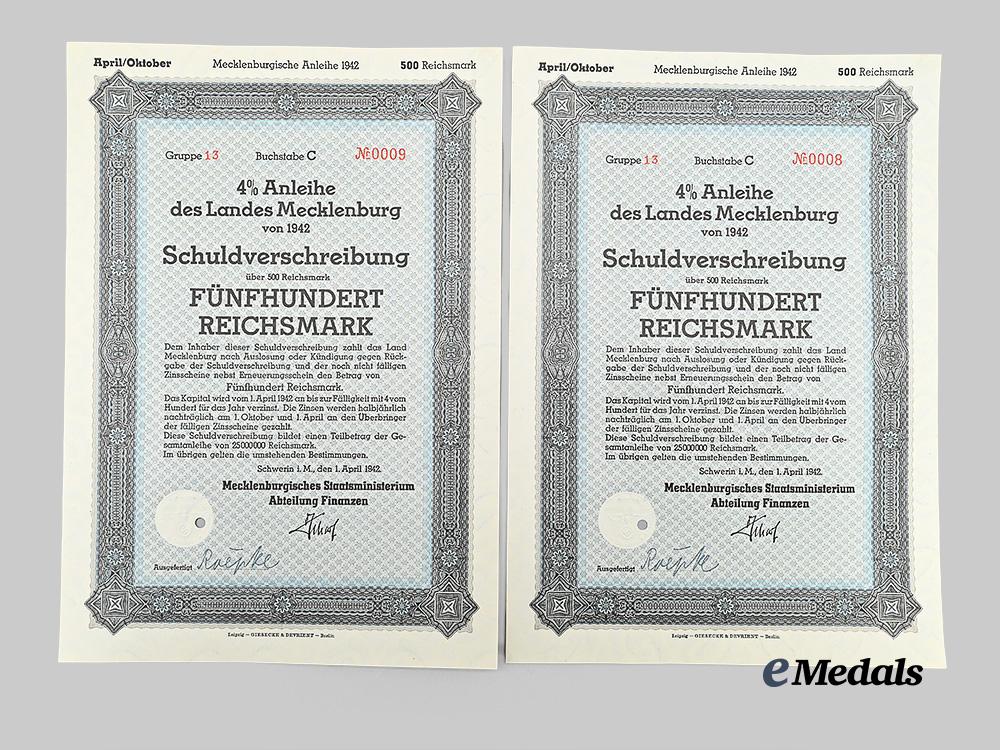 April/Oktober Mecklenburgische Anleihe 1942 500 Reichsmark
Gruppe 13 Buchstabe C № 0009
4% Anleihe
des Landes Mecklenburg
von 1942
Schuldverschreibung
über 500 Reichsmark
FÜNFHUNDERT
REICHSMARK
Dem Inhaber dieser Schuldverschreibung zahlt das Land
Mecklenburg nach Auslosung oder Kündigung gegen Rück-
gabe der Schuldverschreibung und der noch nicht fälligen
Zinsscheine nebst Erneuerungsschein den Betrag von
Fünfhundert Reichsmark.
Das Kapital wird vom 1. April 1942 an bis zur Fälligkeit mit 4 vom
Hundert für das Jahr verzinst. Die Zinsen werden halbjährlich
nachträglich am 1. Oktober und 1. April an den Überbringer
der fälligen Zinsscheine gezahlt.
Diese Schuldverschreibung bildet einen Teilbetrag der Ge-
samtanleihe von 25000000 Reichsmark.
Im übrigen gelten die umstehenden Bestimmungen.
Schwerin i. M., den 1. April 1942.
Mecklenburgisches Staatsministerium
Abteilung Finanzen
Ausgefertigt Roepke
Leipzig — GIESECKE & DEVRIENT — Berlin
April/Oktober Mecklenburgische Anleihe 1942 500 Reichsmark
Gruppe 13 Buchstabe C № 0008
4% Anleihe
des Landes Mecklenburg
von 1942
Schuldverschreibung
über 500 Reichsmark
FÜNFHUNDERT
REICHSMARK
Dem Inhaber dieser Schuldverschreibung zahlt das Land
Mecklenburg nach Auslosung oder Kündigung gegen Rück-
gabe der Schuldverschreibung und der noch nicht fälligen
Zinsscheine nebst Erneuerungsschein den Betrag von
Fünfhundert Reichsmark.
Das Kapital wird vom 1. April 1942 an bis zur Fälligkeit mit 4 vom
Hundert für das Jahr verzinst. Die Zinsen werden halbjährlich
nachträglich am 1. Oktober und 1. April an den Überbringer
der fälligen Zinsscheine gezahlt.
Diese Schuldverschreibung bildet einen Teilbetrag der Ge-
samtanleihe von 25000000 Reichsmark.
Im übrigen gelten die umstehenden Bestimmungen.
Schwerin i. M., den 1. April 1942.
Mecklenburgisches Staatsministerium
Abteilung Finanzen
Ausgefertigt Roepke
Leipzig — GIESECKE & DEVRIENT — Berlin
eMedals